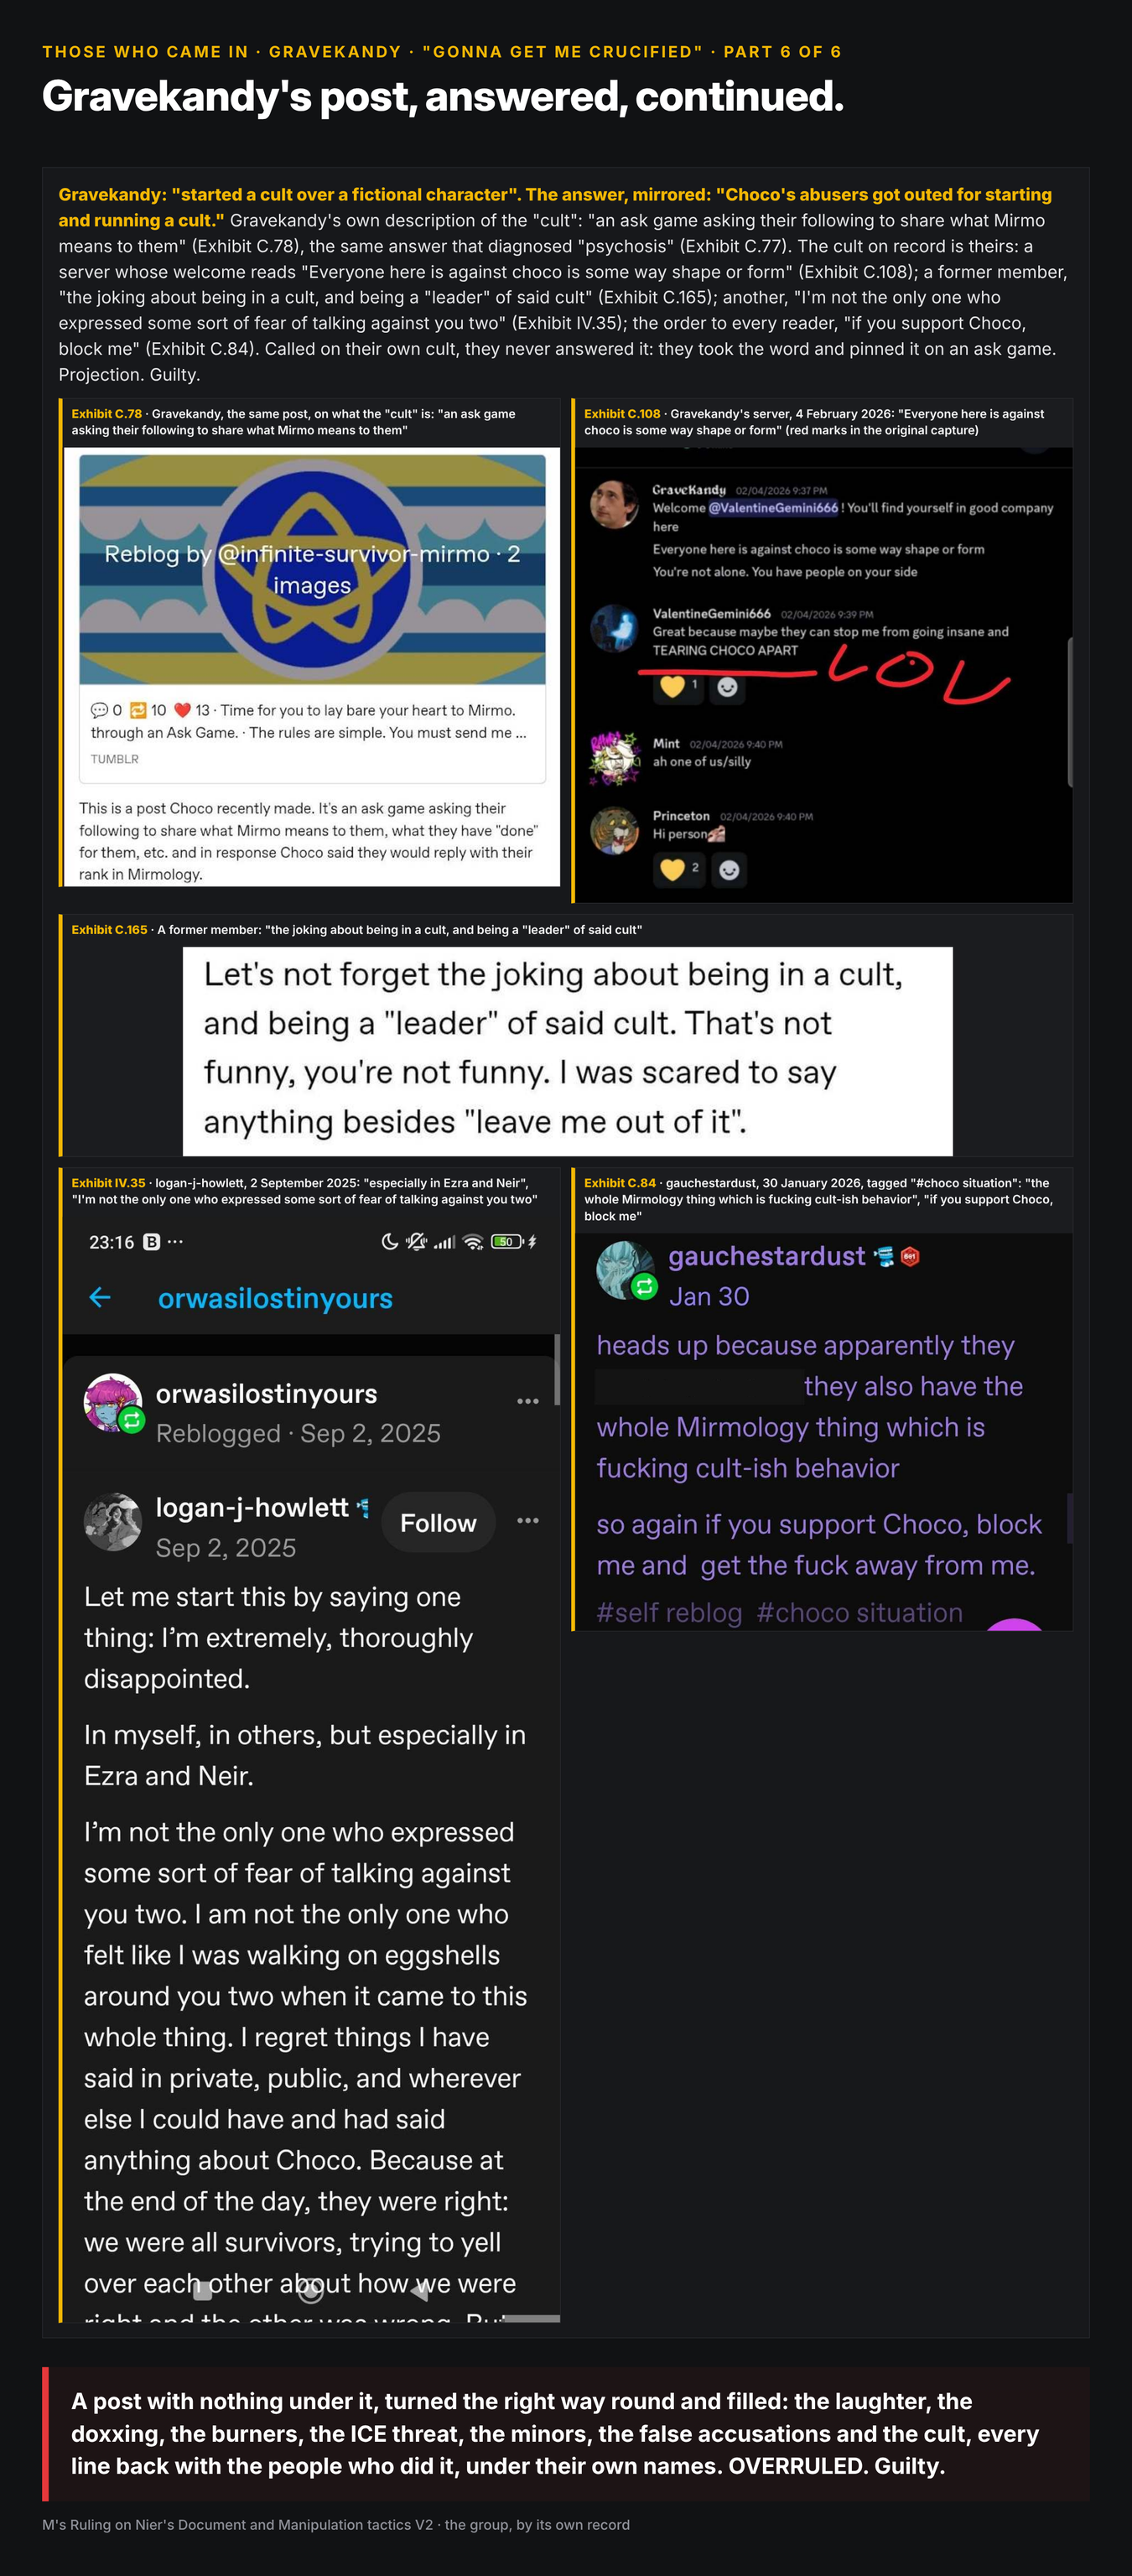 THOSE WHO CAME IN · GRAVEKANDY · "GONNA GET ME CRUCIFIED" · PART 6 OF 6
Gravekandy's post, answered, continued.
Gravekandy: "started a cult over a fictional character". The answer, mirrored: "Choco's abusers got outed for starting
and running a cult." Gravekandy's own description of the "cult": "an ask game asking their following to share what Mirmo
means to them" (Exhibit C.78), the same answer that diagnosed "psychosis" (Exhibit C.77). The cult on record is theirs: a
server whose welcome reads "Everyone here is against choco is some way shape or form" (Exhibit C.108); a former member,
"the joking about being in a cult, and being a "leader" of said cult" (Exhibit C.165); another, "I'm not the only one who
expressed some sort of fear of talking against you two" (Exhibit IV.35); the order to every reader, "if you support Choco,
block me" (Exhibit C.84). Called on their own cult, they never answered it: they took the word and pinned it on an ask game.
Projection. Guilty.
Exhibit C.78 · Gravekandy, the same post, on what the "cult" is: "an ask game
asking their following to share what Mirmo means to them"
Reblog by @infinite-survivor-mirmo · 2
images
💬 0 🔁 10 ❤️ 13 · Time for you to lay bare your heart to Mirmo.
through an Ask Game. · The rules are simple. You must send me ...
TUMBLR
This is a post Choco recently made. It's an ask game asking their
following to share what Mirmo means to them, what they have "done"
for them, etc. and in response Choco said they would reply with their
rank in Mirmology.
Exhibit C.108 · Gravekandy's server, 4 February 2026: "Everyone here is against
choco is some way shape or form" (red marks in the original capture)
GraveKandy 02/04/2026 9:37 PM
Welcome @ValentineGemini666 ! You'll find yourself in good company
here
Everyone here is against choco is some way shape or form
You're not alone. You have people on your side
ValentineGemini666 02/04/2026 9:39 PM
Great because maybe they can stop me from going insane and
TEARING CHOCO APART
LOL
1
Mint 02/04/2026 9:40 PM
ah one of us/silly
Princeton 02/04/2026 9:40 PM
Hi person
2
Exhibit C.165 · A former member: "the joking about being in a cult, and being a "leader" of said cult"
Let's not forget the joking about being in a cult,
and being a "leader" of said cult. That's not
funny, you're not funny. I was scared to say
anything besides "leave me out of it".
Exhibit IV.35 · logan-j-howlett, 2 September 2025: "especially in Ezra and Neir",
"I'm not the only one who expressed some sort of fear of talking against you two"
23:16 B ··· 50
orwasilostinyours
orwasilostinyours
Reblogged · Sep 2, 2025
logan-j-howlett Follow
Sep 2, 2025
Let me start this by saying one
thing: I'm extremely, thoroughly
disappointed.
In myself, in others, but especially in
Ezra and Neir.
I'm not the only one who expressed
some sort of fear of talking against
you two. I am not the only one who
felt like I was walking on eggshells
around you two when it came to this
whole thing. I regret things I have
said in private, public, and wherever
else I could have and had said
anything about Choco. Because at
the end of the day, they were right:
we were all survivors, trying to yell
over each other about how we were
right and the other was wrong. But
Exhibit C.84 · gauchestardust, 30 January 2026, tagged "#choco situation": "the
whole Mirmology thing which is fucking cult-ish behavior", "if you support Choco,
block me"
gauchestardust
Jan 30
heads up because apparently they
they also have the
whole Mirmology thing which is
fucking cult-ish behavior
so again if you support Choco, block
me and get the fuck away from me.
#self reblog #choco situation
A post with nothing under it, turned the right way round and filled: the laughter, the
doxxing, the burners, the ICE threat, the minors, the false accusations and the cult, every
line back with the people who did it, under their own names. OVERRULED. Guilty.
M's Ruling on Nier's Document and Manipulation tactics V2 · the group, by its own record